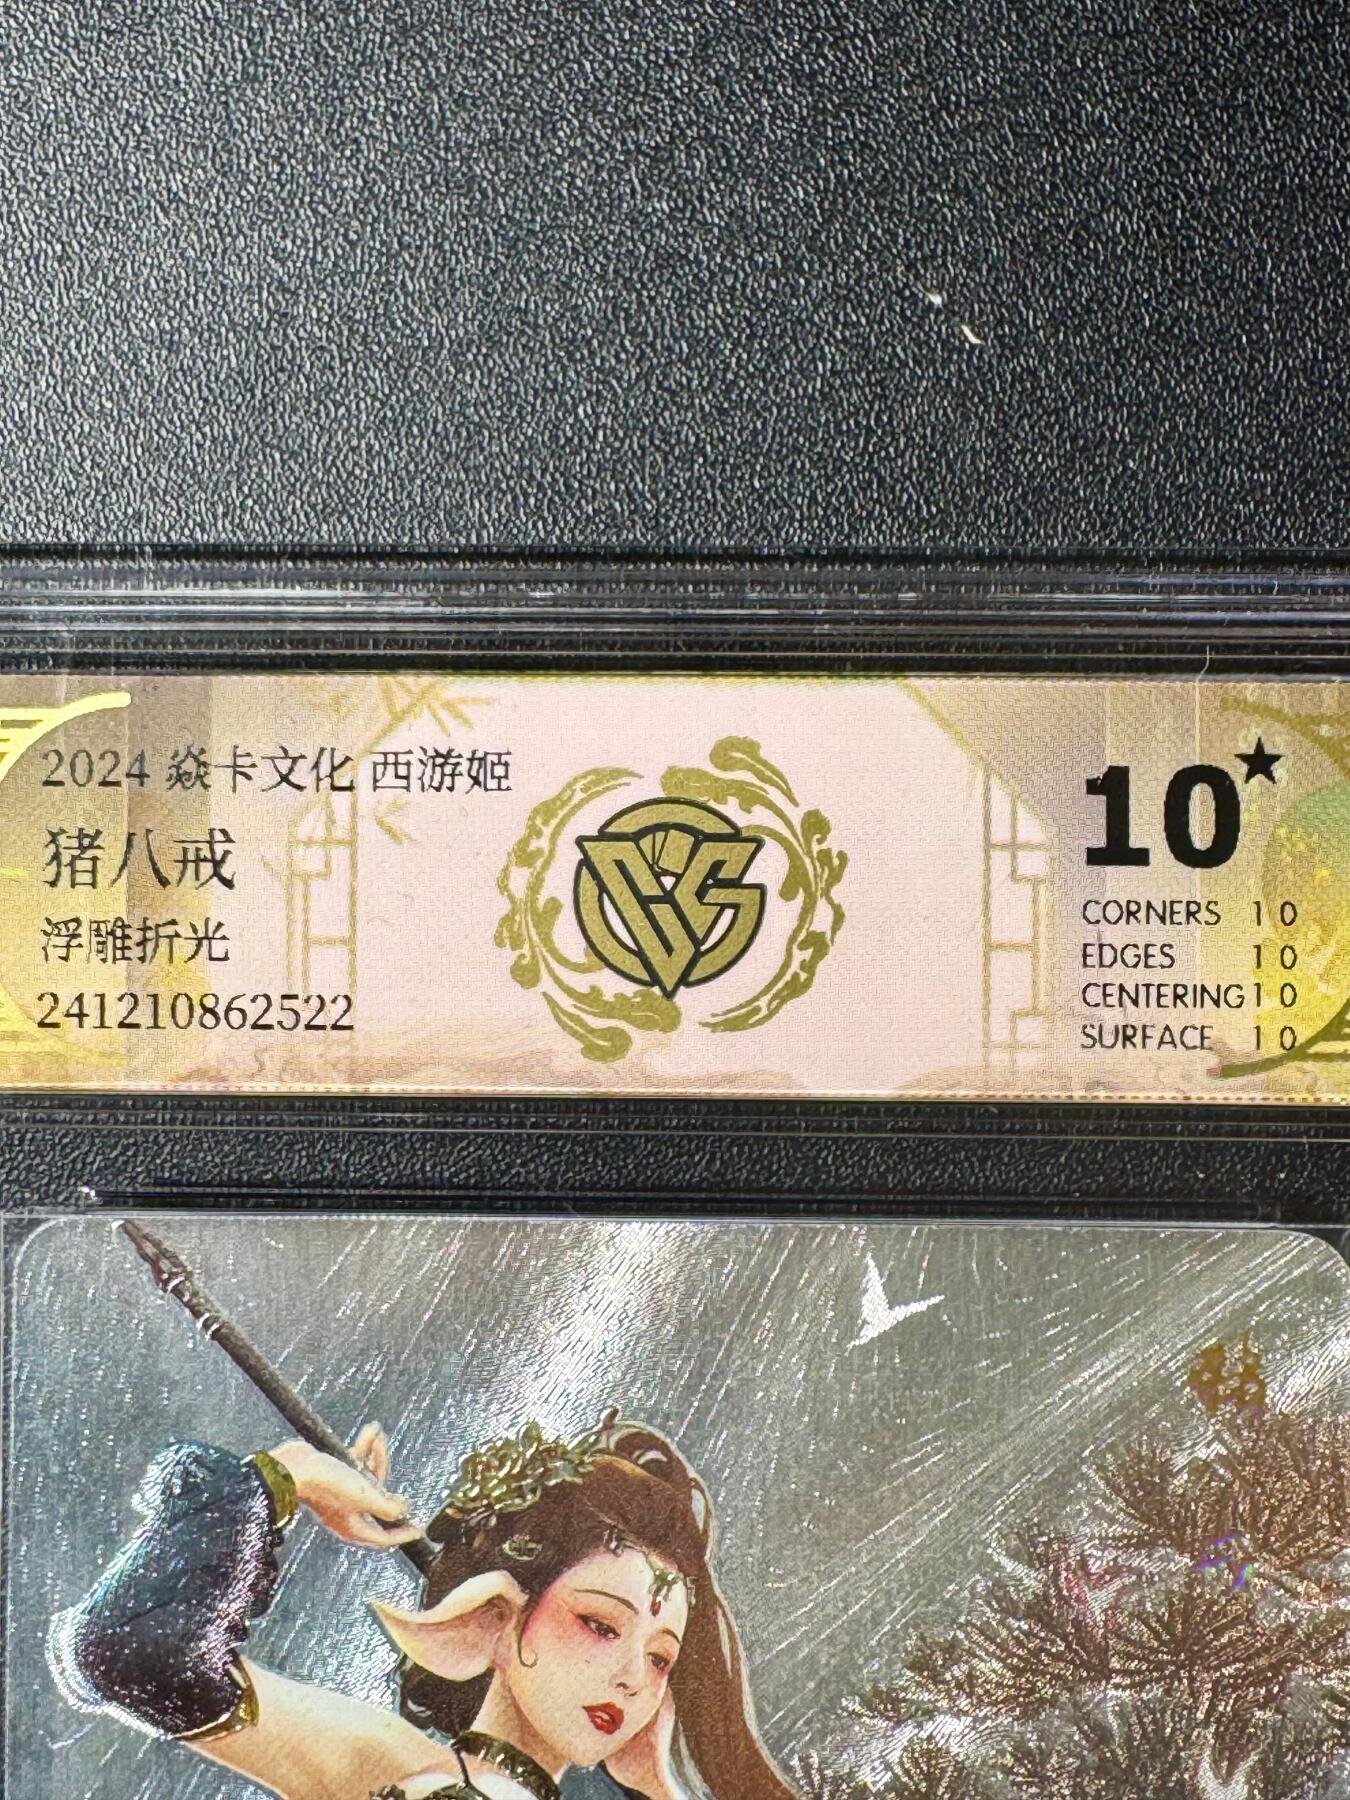 2024 焱卡文化 西游姬
猪八戒
浮雕折光
241210862522
CCS
10★
CORNERS 10
EDGES 10
CENTERING 10
SURFACE 10